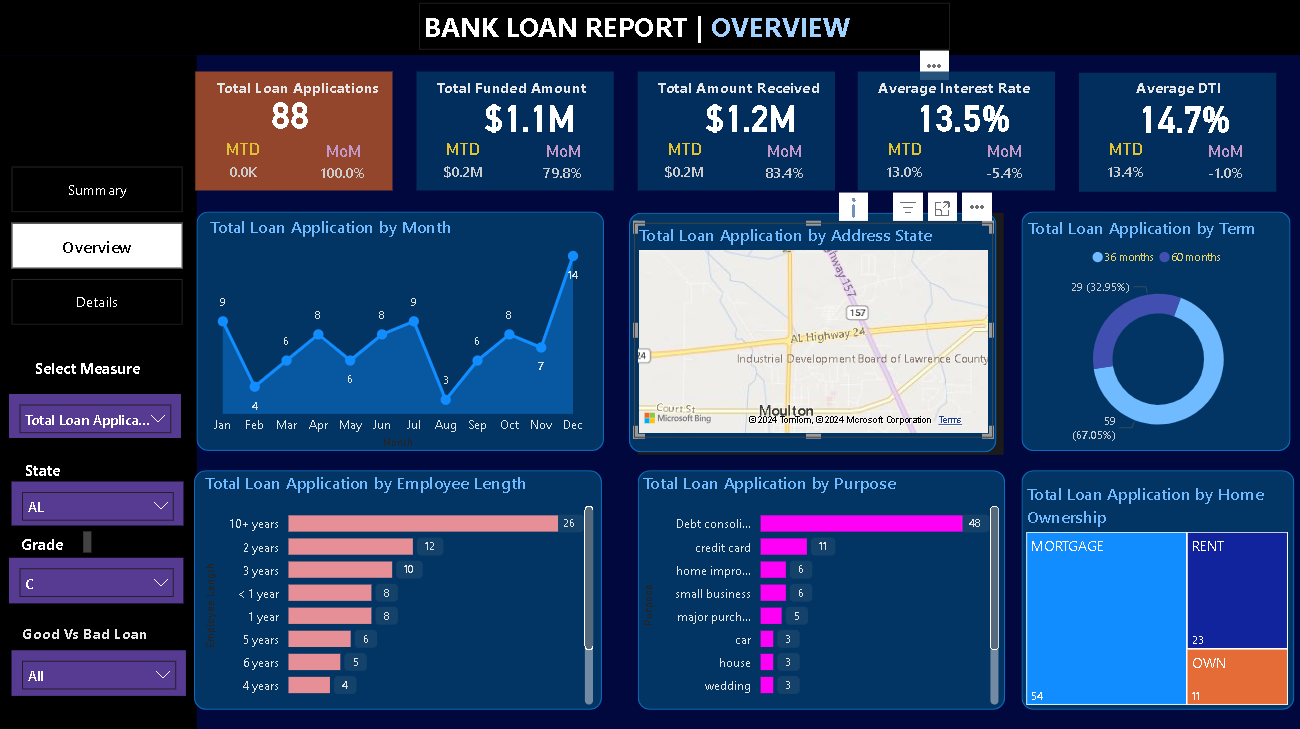 BANK LOAN REPORT | OVERVIEW
Total Loan Applications
88
MTD
MoM
0.0K
100.0%
Total Funded Amount
$1.1M
MTD
MoM
$0.2M
79.8%
Total Amount Received
$1.2M
MTD
MoM
$0.2M
83.4%
Average Interest Rate
13.5%
MTD
MoM
13.0%
-5.4%
Average DTI
14.7%
MTD
MoM
13.4%
-1.0%
Summary
Overview
Details
Select Measure
Total Loan Applica...
State
AL
Grade
C
Good Vs Bad Loan
All
Total Loan Application by Month
9
4
6
8
6
8
9
3
6
8
7
14
Jan Feb Mar Apr May Jun Jul Aug Sep Oct Nov Dec
Month
Total Loan Application by Address State
Highway 157
157
AL Highway 24
24
Industrial Development Board of Lawrence County
Court St
Moulton
Microsoft Bing
©2024 TomTom, ©2024 Microsoft Corporation Terms
Total Loan Application by Term
36 months 60 months
29 (32.95%)
59
(67.05%)
Total Loan Application by Employee Length
Employee Length
10+ years 26
2 years 12
3 years 10
< 1 year 8
1 year 8
5 years 6
6 years 5
4 years 4
Total Loan Application by Purpose
Purpose
Debt consoli... 48
credit card 11
home impro... 6
small business 6
major purch... 5
car 3
house 3
wedding 3
Total Loan Application by Home
Ownership
MORTGAGE
54
RENT
23
OWN
11